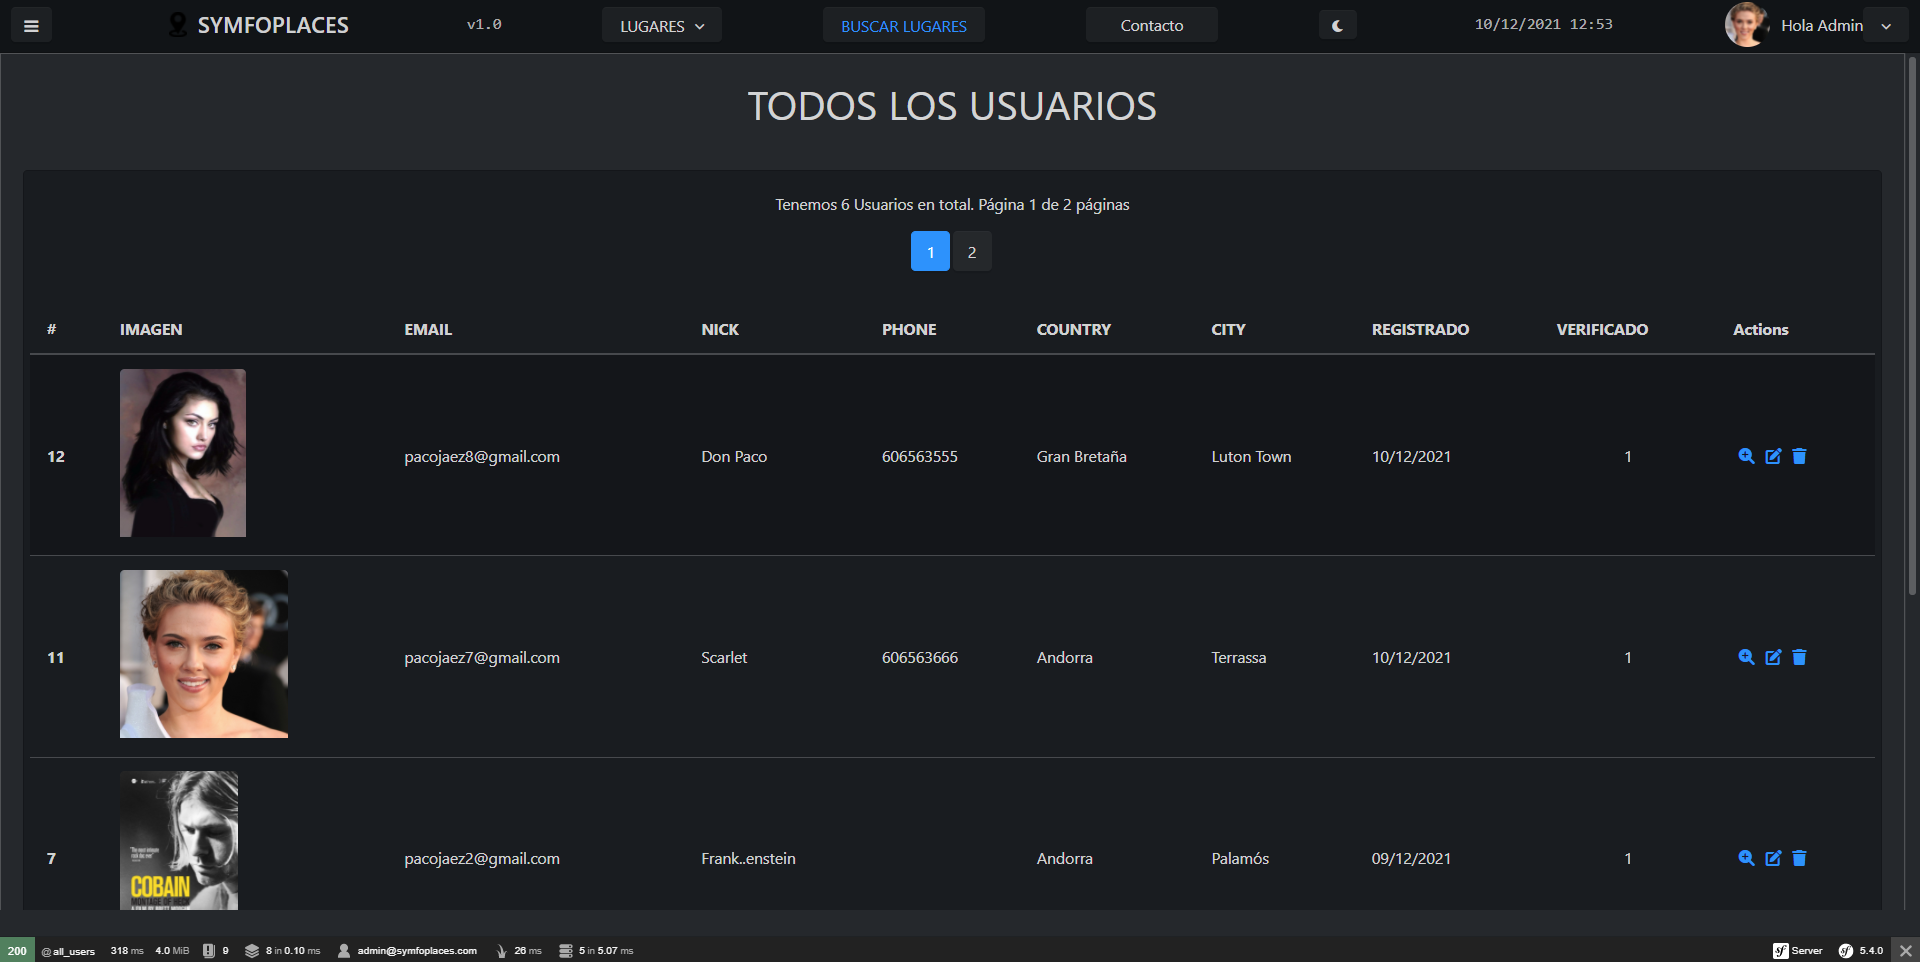 SYMFOPLACES v1.0 LUGARES BUSCAR LUGARES Contacto 10/12/2021 12:53 Hola Admin
TODOS LOS USUARIOS
Tenemos 6 Usuarios en total. Página 1 de 2 páginas
1 2
# IMAGEN EMAIL NICK PHONE COUNTRY CITY REGISTRADO VERIFICADO Actions
12 pacojaez8@gmail.com Don Paco 606563555 Gran Bretaña Luton Town 10/12/2021 1
11 pacojaez7@gmail.com Scarlet 606563666 Andorra Terrassa 10/12/2021 1
7 pacojaez2@gmail.com Frank..enstein Andorra Palamós 09/12/2021 1
COBAIN
MONTAGE OF HECK
200 @ all_users 318 ms 4.0 MiB 9 8 in 0.10 ms admin@symfoplaces.com 26 ms 5 in 5.07 ms Server 5.4.0